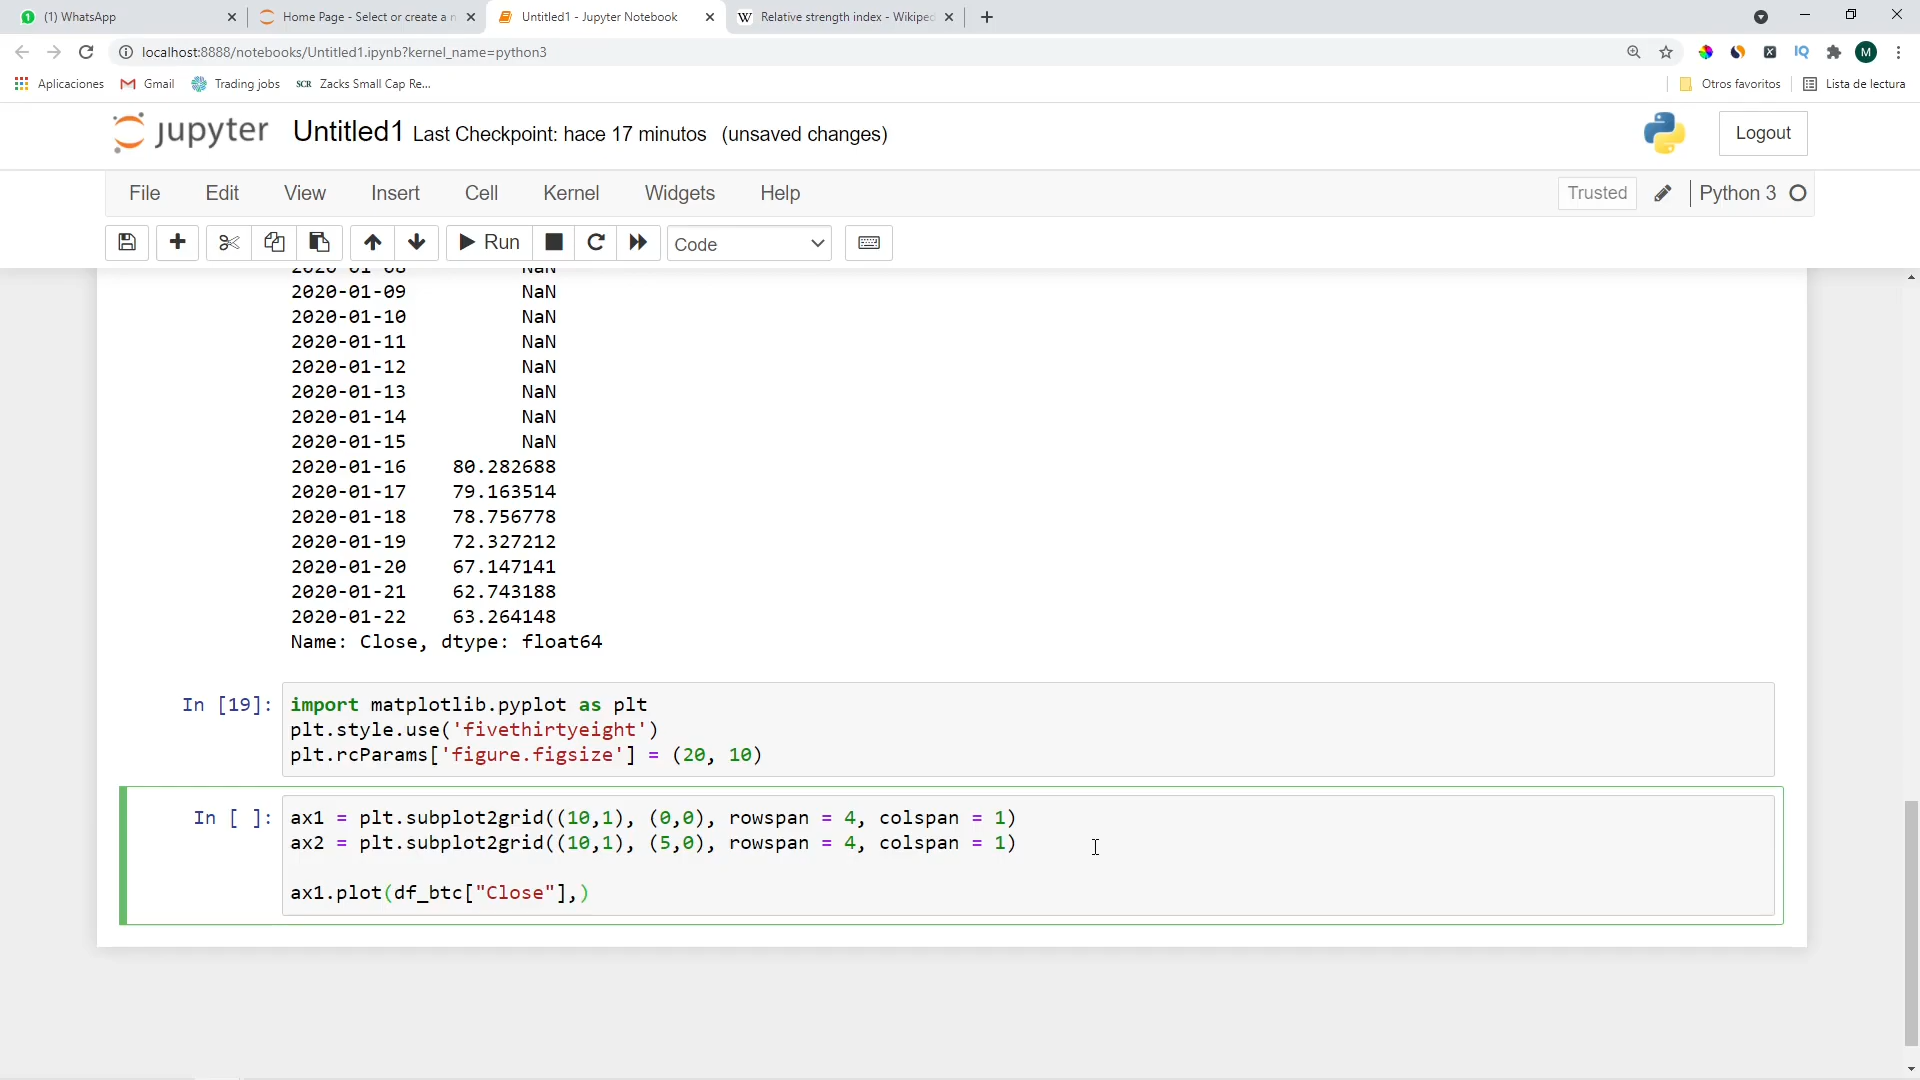 (1) WhatsApp
Home Page - Select or create a n
Untitled1 - Jupyter Notebook
Relative strength index - Wikiped
localhost:8888/notebooks/Untitled1.ipynb?kernel_name=python3
Aplicaciones
Gmail
Trading jobs
SCR Zacks Small Cap Re...
Otros favoritos
Lista de lectura
jupyter Untitled1 Last Checkpoint: hace 17 minutos (unsaved changes)
Logout
File Edit View Insert Cell Kernel Widgets Help
Trusted
Python 3
Run
Code
2020-01-08 NaN
2020-01-09 NaN
2020-01-10 NaN
2020-01-11 NaN
2020-01-12 NaN
2020-01-13 NaN
2020-01-14 NaN
2020-01-15 NaN
2020-01-16 80.282688
2020-01-17 79.163514
2020-01-18 78.756778
2020-01-19 72.327212
2020-01-20 67.147141
2020-01-21 62.743188
2020-01-22 63.264148
Name: Close, dtype: float64
In [19]: import matplotlib.pyplot as plt
plt.style.use('fivethirtyeight')
plt.rcParams['figure.figsize'] = (20, 10)
In [ ]: ax1 = plt.subplot2grid((10,1), (0,0), rowspan = 4, colspan = 1)
ax2 = plt.subplot2grid((10,1), (5,0), rowspan = 4, colspan = 1)
ax1.plot(df_btc["Close"],)